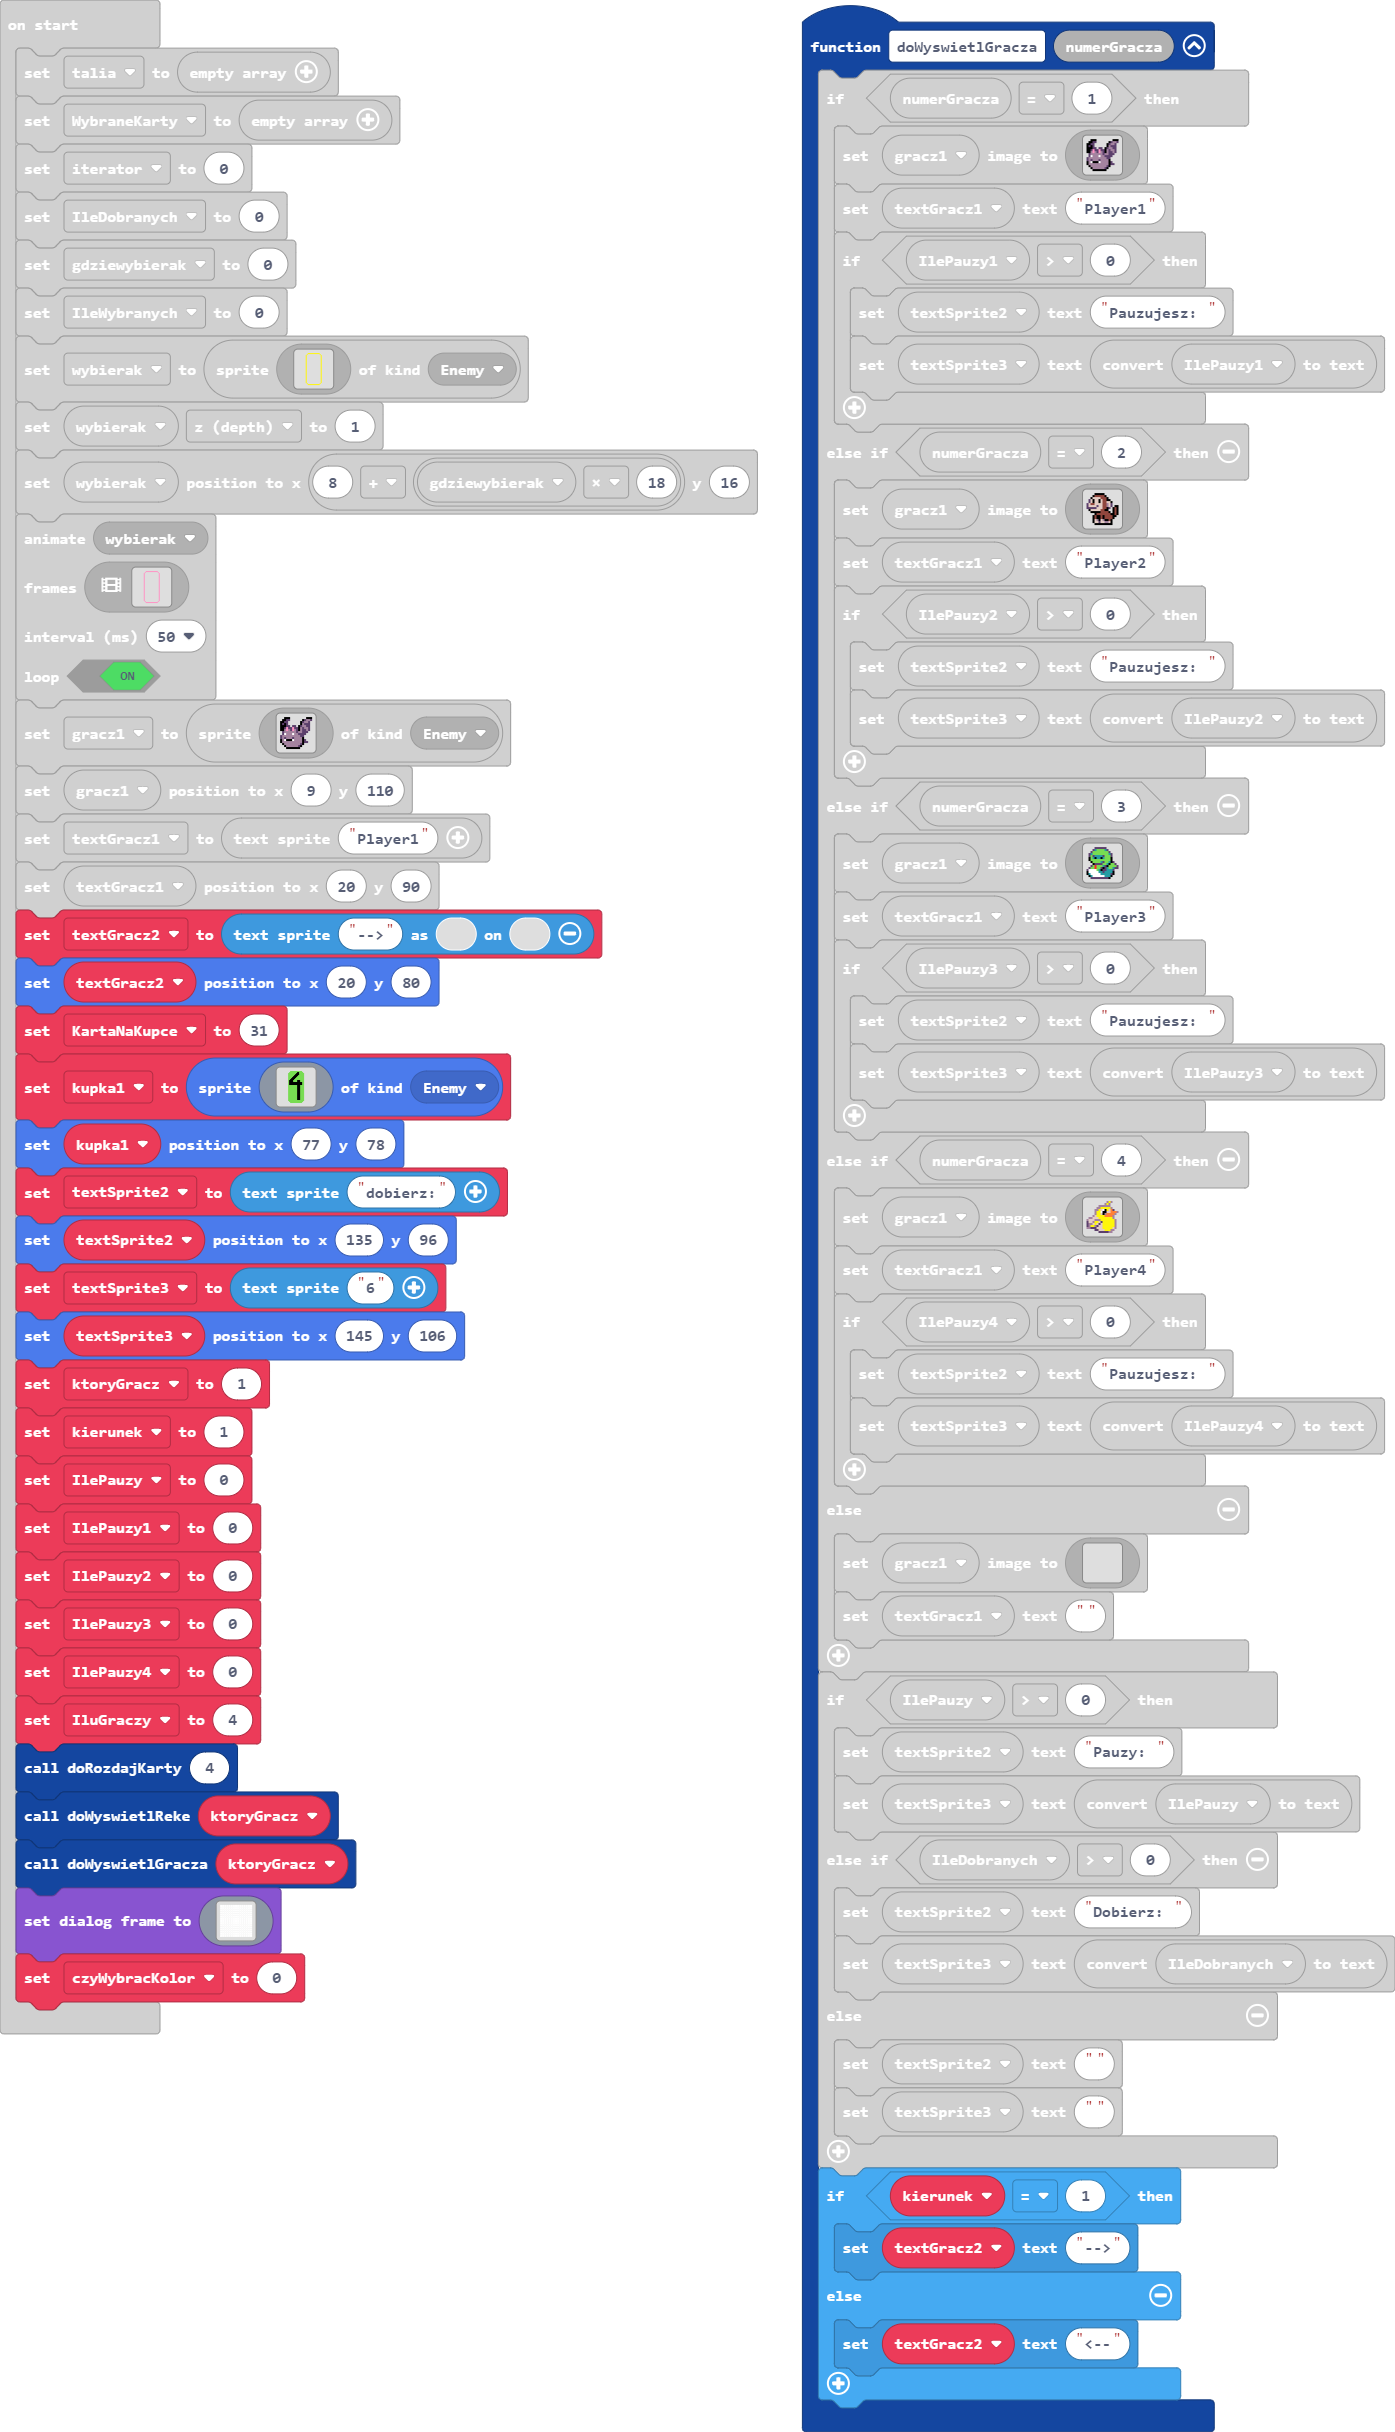 on start
set talia to empty array
set WybraneKarty to empty array
set iterator to 0
set IleDobranych to 0
set gdziewybierak to 0
set IleWybranych to 0
set wybierak to sprite of kind Enemy
set wybierak z (depth) to 1
set wybierak position to x 8 + gdziewybierak × 18 y 16
animate wybierak
frames
interval (ms) 50
loop ON
set gracz1 to sprite of kind Enemy
set gracz1 position to x 9 y 110
set textGracz1 to text sprite "Player1"
set textGracz1 position to x 20 y 90
set textGracz2 to text sprite "-->" as on
set textGracz2 position to x 20 y 80
set KartaNaKupce to 31
set kupka1 to sprite 4 of kind Enemy
set kupka1 position to x 77 y 78
set textSprite2 to text sprite "dobierz:"
set textSprite2 position to x 135 y 96
set textSprite3 to text sprite "6"
set textSprite3 position to x 145 y 106
set ktoryGracz to 1
set kierunek to 1
set IlePauzy to 0
set IlePauzy1 to 0
set IlePauzy2 to 0
set IlePauzy3 to 0
set IlePauzy4 to 0
set IluGraczy to 4
call doRozdajKarty 4
call doWyswietlReke ktoryGracz
call doWyswietlGracza ktoryGracz
set dialog frame to
set czyWybracKolor to 0
function doWyswietlGracza numerGracza
if numerGracza = 1 then
set gracz1 image to
set textGracz1 text "Player1"
if IlePauzy1 > 0 then
set textSprite2 text "Pauzujesz: "
set textSprite3 text convert IlePauzy1 to text
else if numerGracza = 2 then
set gracz1 image to
set textGracz1 text "Player2"
if IlePauzy2 > 0 then
set textSprite2 text "Pauzujesz: "
set textSprite3 text convert IlePauzy2 to text
else if numerGracza = 3 then
set gracz1 image to
set textGracz1 text "Player3"
if IlePauzy3 > 0 then
set textSprite2 text "Pauzujesz: "
set textSprite3 text convert IlePauzy3 to text
else if numerGracza = 4 then
set gracz1 image to
set textGracz1 text "Player4"
if IlePauzy4 > 0 then
set textSprite2 text "Pauzujesz: "
set textSprite3 text convert IlePauzy4 to text
else
set gracz1 image to
set textGracz1 text ""
if IlePauzy > 0 then
set textSprite2 text "Pauzy: "
set textSprite3 text convert IlePauzy to text
else if IleDobranych > 0 then
set textSprite2 text "Dobierz: "
set textSprite3 text convert IleDobranych to text
else
set textSprite2 text ""
set textSprite3 text ""
if kierunek = 1 then
set textGracz2 text "-->"
else
set textGracz2 text "<--"